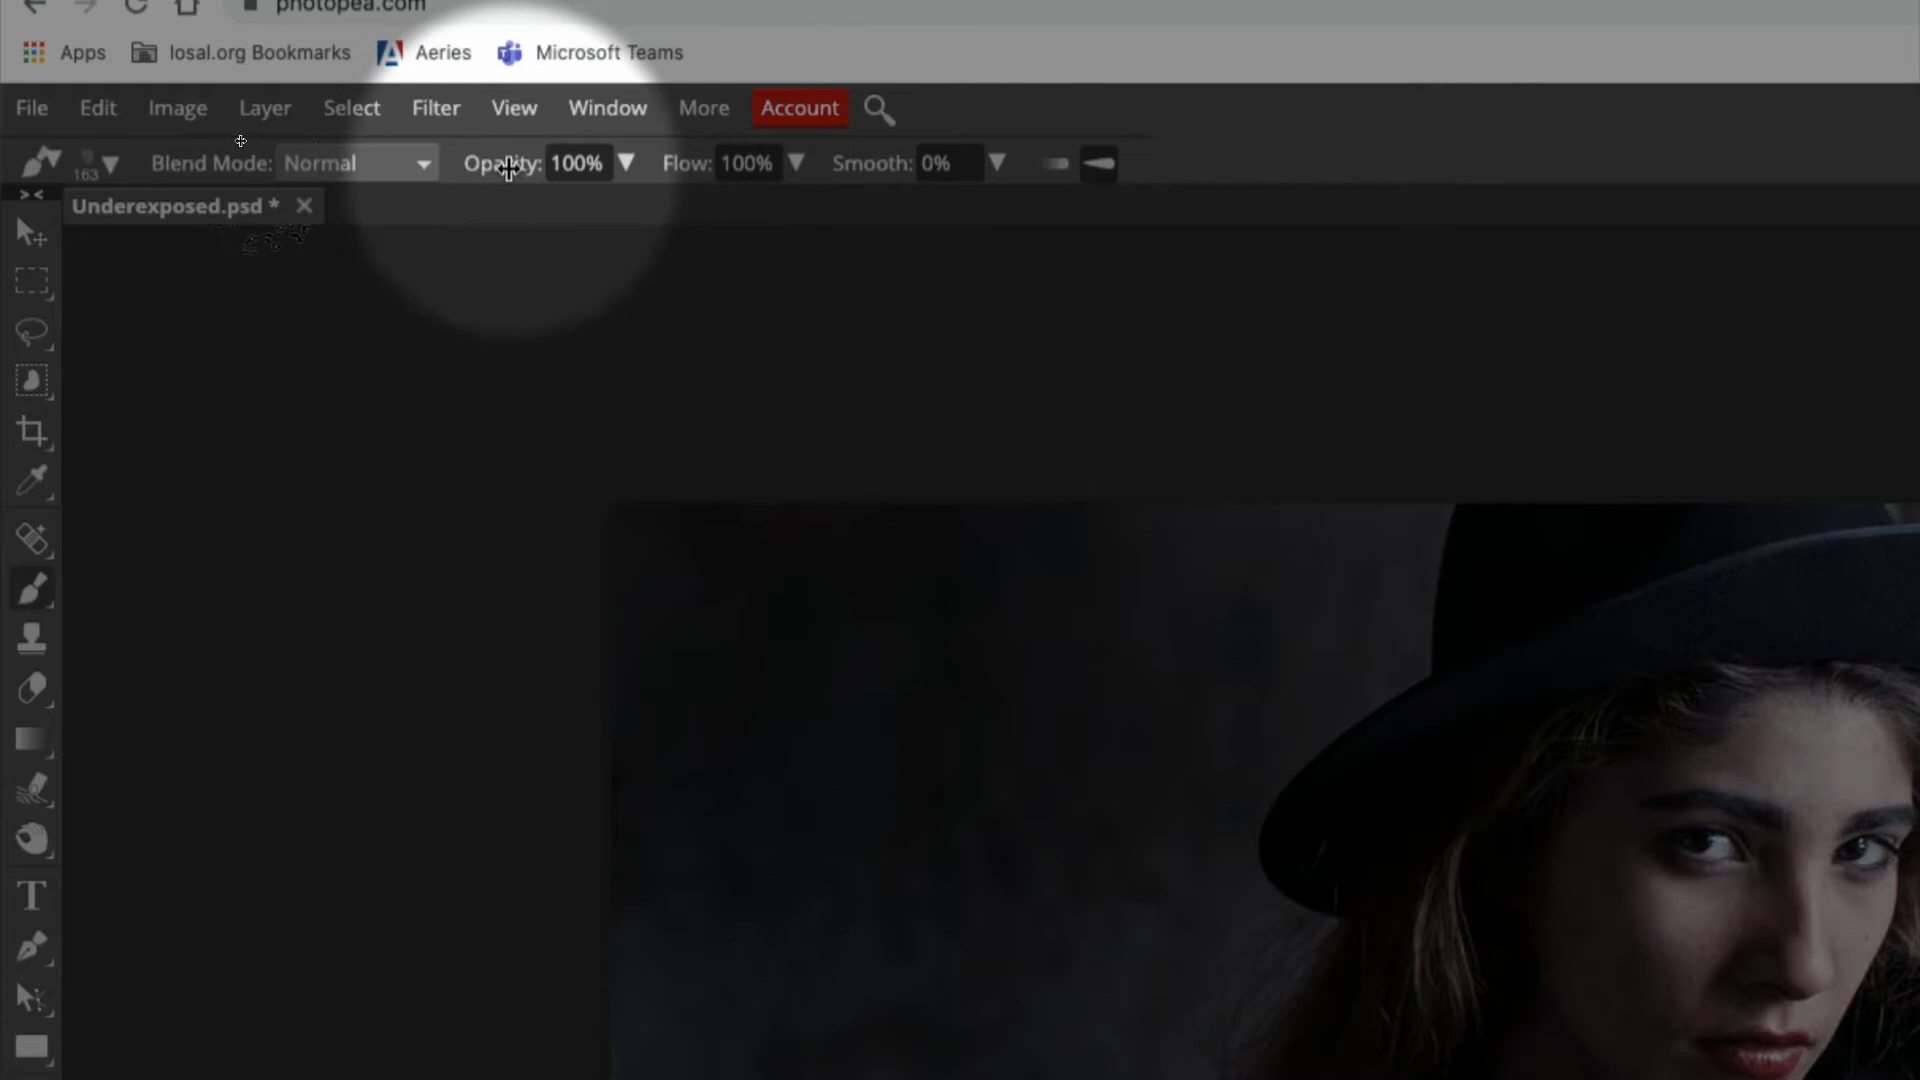 photopea.com
Apps losal.org Bookmarks Aeries Microsoft Teams
File Edit Image Layer Select Filter View Window More Account
163 Blend Mode: Normal Opacity: 100% Flow: 100% Smooth: 0%
> <
Underexposed.psd *
T